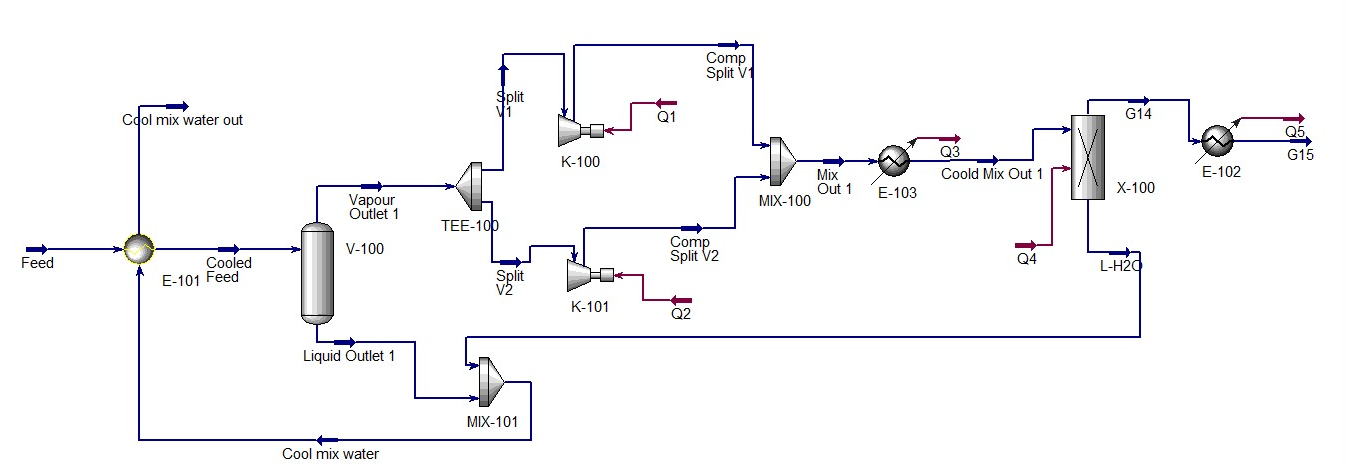 Cool mix water out
Feed
E-101
Cooled
Feed
V-100
Vapour
Outlet 1
Liquid Outlet 1
TEE-100
Split
V1
Split
V2
K-100
Q1
K-101
Q2
Comp
Split V1
Comp
Split V2
MIX-100
Mix
Out 1
E-103
Q3
Coold Mix Out 1
Q4
X-100
G14
L-H2O
E-102
Q5
G15
MIX-101
Cool mix water